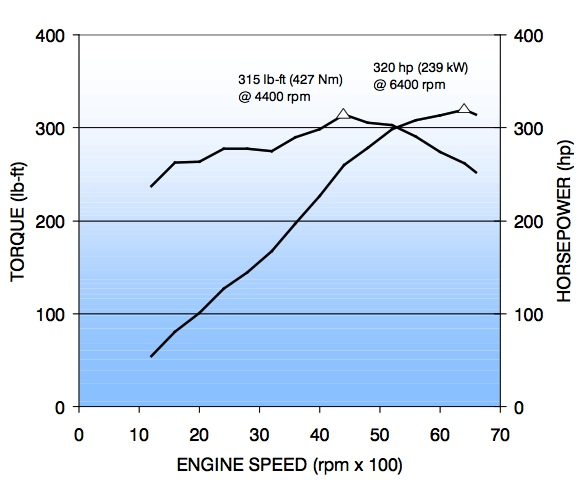 400
300
200
100
0
TORQUE (lb-ft)
315 lb-ft (427 Nm)
@ 4400 rpm
320 hp (239 kW)
@ 6400 rpm
400
300
200
100
0
HORSEPOWER (hp)
0 10 20 30 40 50 60 70
ENGINE SPEED (rpm x 100)